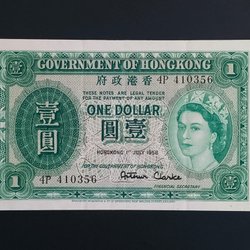 GOVERNMENT OF HONGKONG
壹 1
府政港香 4P 410356
THESE NOTES ARE LEGAL TENDER
FOR THE PAYMENT OF ANY AMOUNT
ONE DOLLAR
壹圓
圓壹
HONGKONG 1ST JULY 1958
FOR THE GOVERNMENT OF HONGKONG
4P 410356 Arthur Clarke
FINANCIAL SECRETARY
1 壹